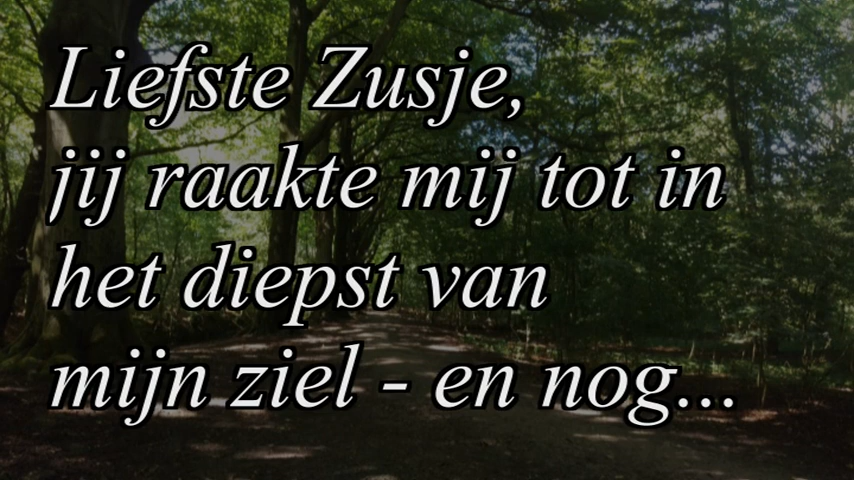 Liefste Zusje,
jij raakte mij tot in
het diepst van
mijn ziel - en nog...